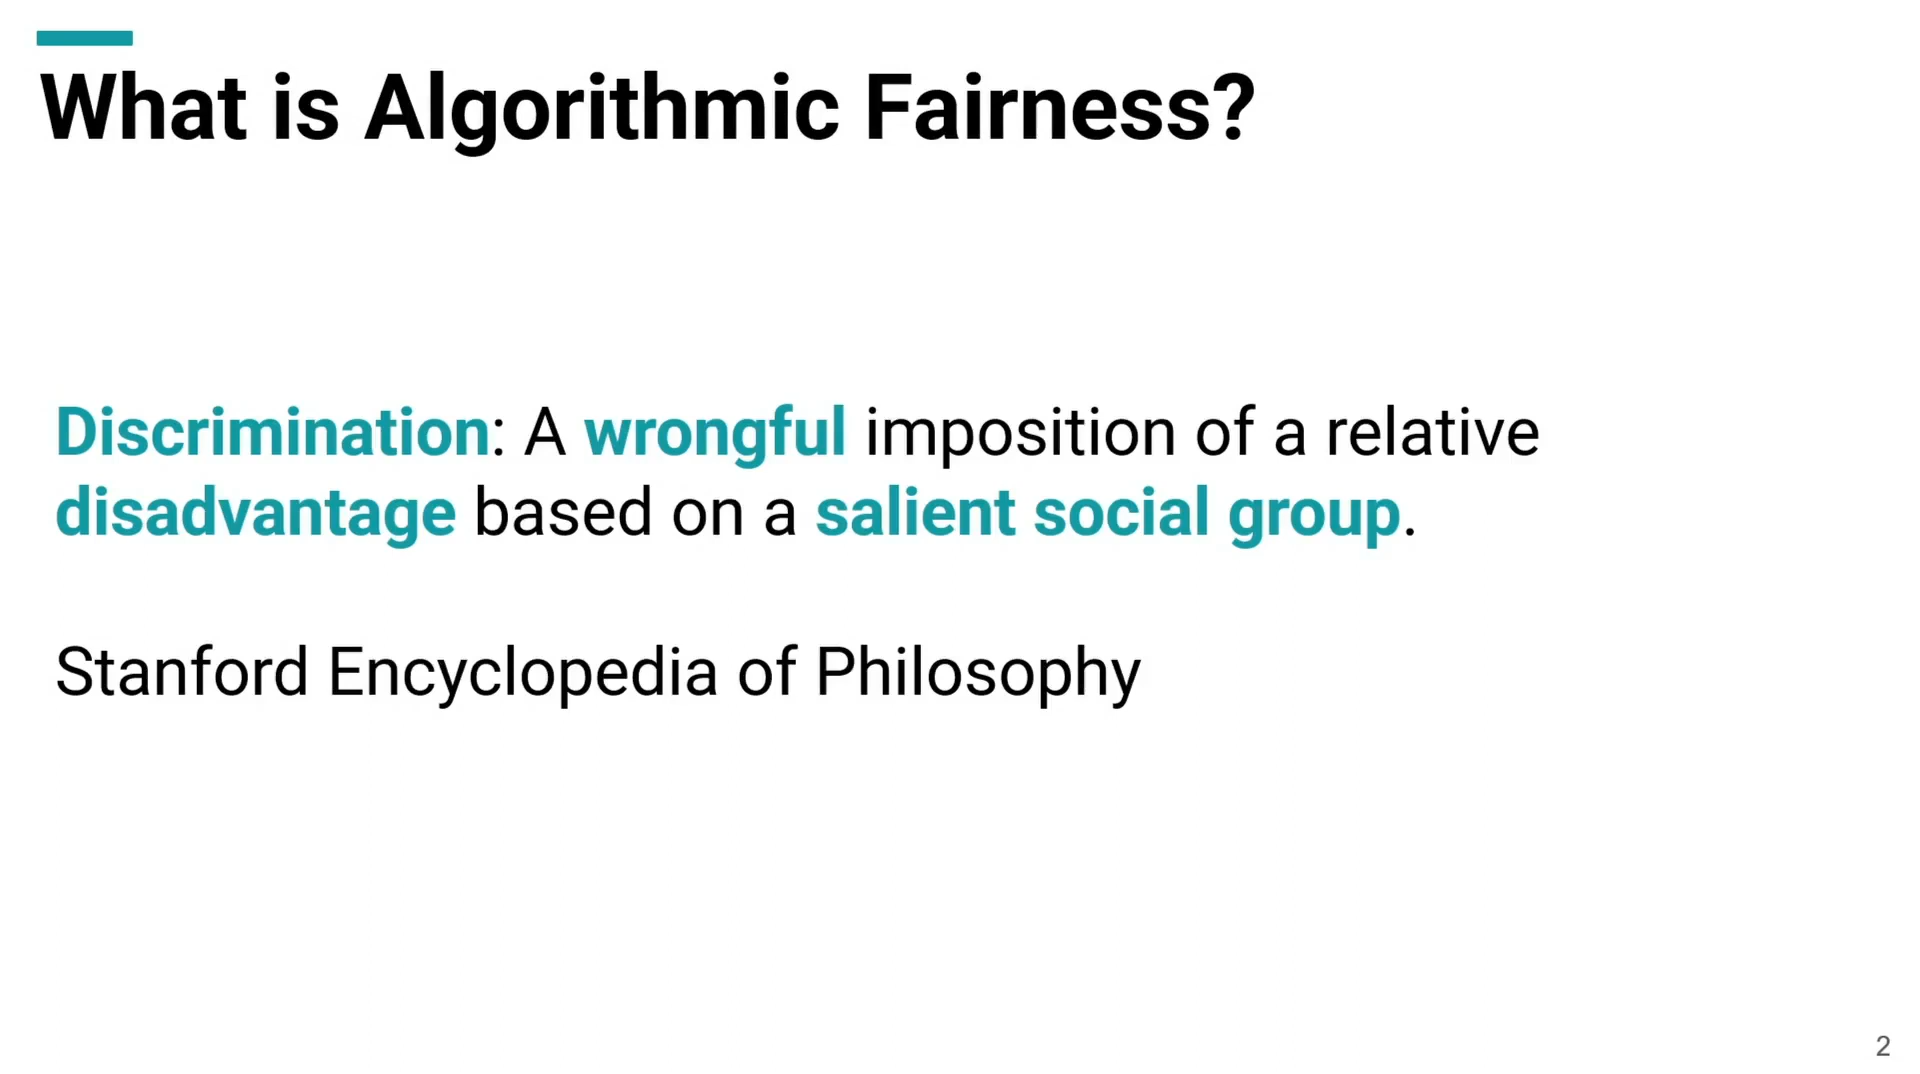 What is Algorithmic Fairness?
Discrimination: A wrongful imposition of a relative
disadvantage based on a salient social group.
Stanford Encyclopedia of Philosophy
2